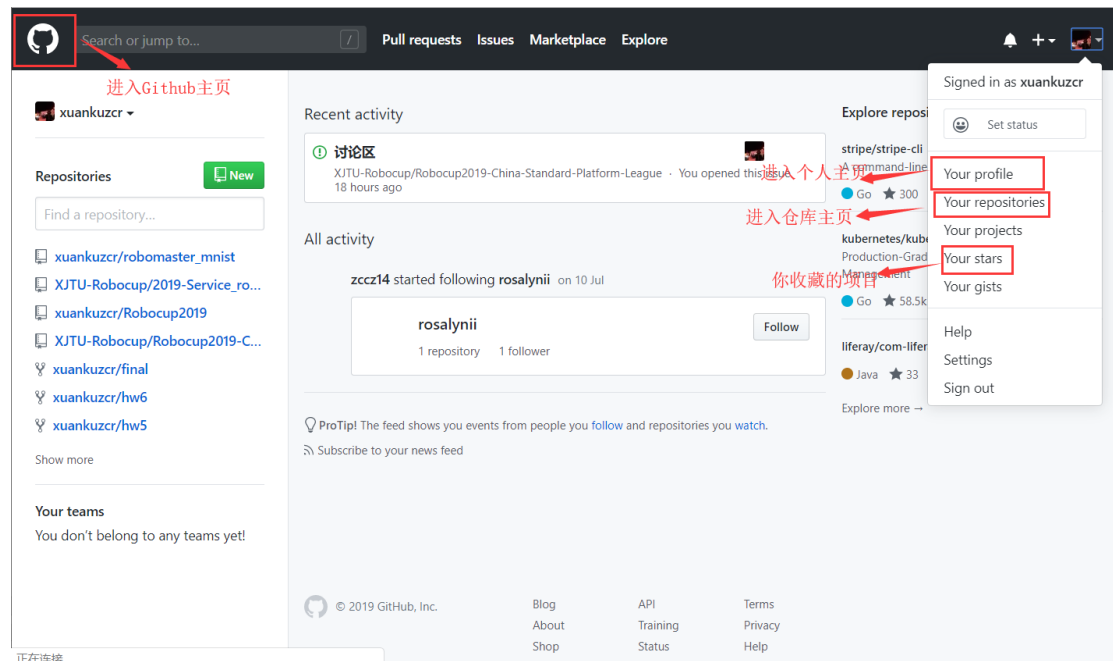 Search or jump to...
/
Pull requests
Issues
Marketplace
Explore
进入Github主页
xuankuzcr
Repositories
New
Find a repository...
xuankuzcr/robomaster_mnist
XJTU-Robocup/2019-Service_ro...
xuankuzcr/Robocup2019
XJTU-Robocup/Robocup2019-C...
xuankuzcr/final
xuankuzcr/hw6
xuankuzcr/hw5
Show more
Your teams
You don't belong to any teams yet!
Recent activity
讨论区
XJTU-Robocup/Robocup2019-China-Standard-Platform-League · You opened this issue
18 hours ago
All activity
zccz14 started following rosalynii on 10 Jul
rosalynii
1 repository 1 follower
Follow
ProTip! The feed shows you events from people you follow and repositories you watch.
Subscribe to your news feed
Explore reposi
stripe/stripe-cli
A command-line
Go 300
kubernetes/kube
Production-Grad
Management
Go 58.5k
liferay/com-lifer
Java 33
Explore more →
进入个人主页
进入仓库主页
你收藏的项目
Signed in as xuankuzcr
Set status
Your profile
Your repositories
Your projects
Your stars
Your gists
Help
Settings
Sign out
© 2019 GitHub, Inc.
Blog
About
Shop
API
Training
Status
Terms
Privacy
Help
正在连接